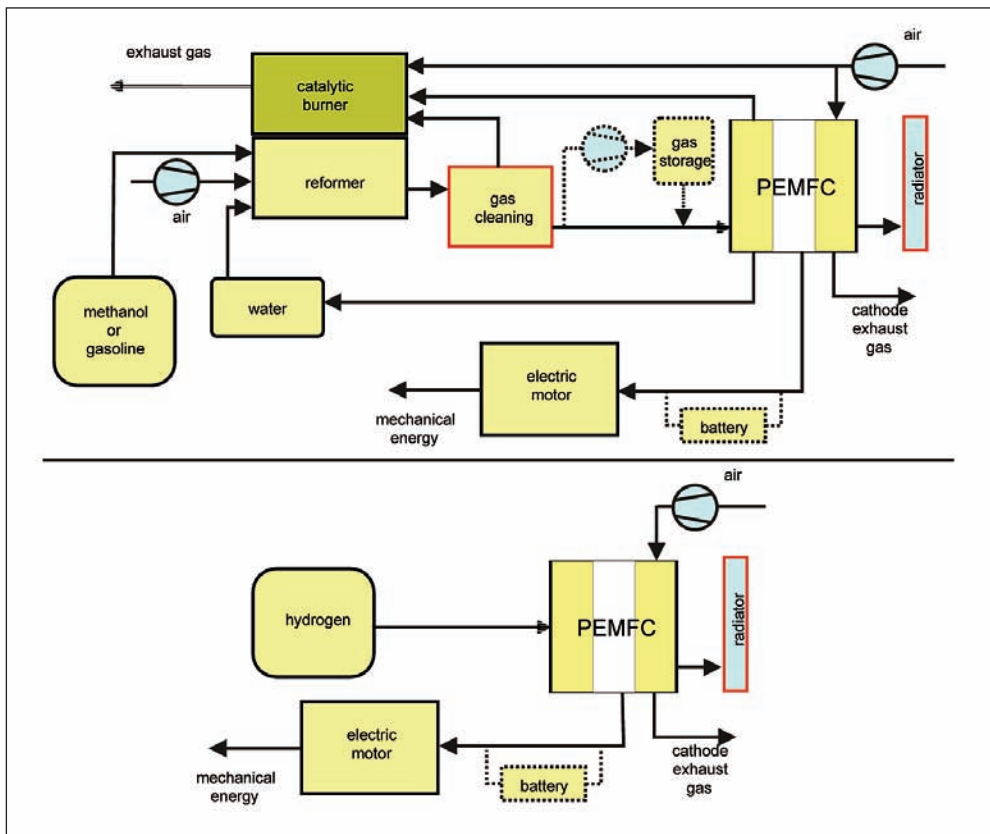 air
exhaust gas
catalytic
burner
gas
storage
reformer
PEMFC
radiator
gas
cleaning
air
water
methanol
or
gasoline
cathode
exhaust
gas
electric
motor
mechanical
energy
battery
air
hydrogen
PEMFC
radiator
electric
motor
cathode
exhaust
gas
mechanical
energy
battery